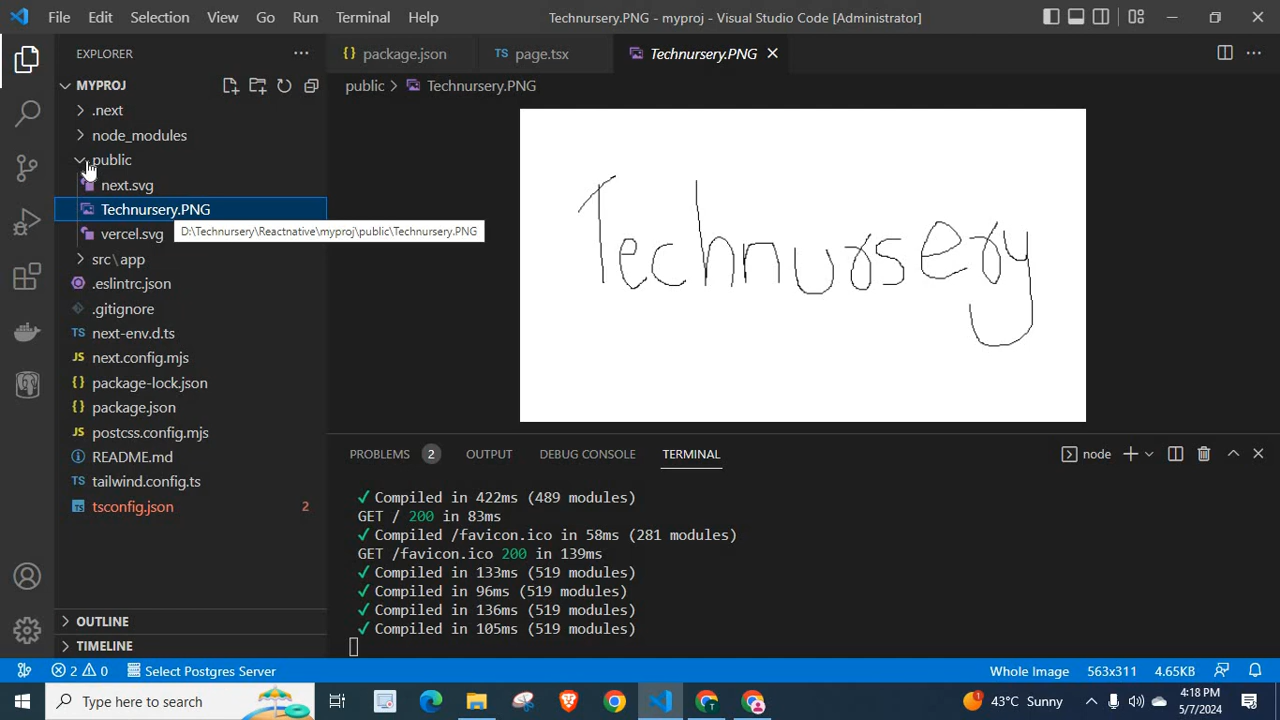 File Edit Selection View Go Run Terminal Help
Technursery.PNG - myproj - Visual Studio Code [Administrator]
EXPLORER
MYPROJ
.next
node_modules
public
next.svg
Technursery.PNG
D:\Technursery\Reactnative\myproj\public\Technursery.PNG
vercel.svg
src\app
.eslintrc.json
.gitignore
TS next-env.d.ts
JS next.config.mjs
{} package-lock.json
{} package.json
JS postcss.config.mjs
README.md
TS tailwind.config.ts
TS tsconfig.json 2
OUTLINE
TIMELINE
{} package.json
TS page.tsx
Technursery.PNG
public > Technursery.PNG
Technursery
PROBLEMS 2 OUTPUT DEBUG CONSOLE TERMINAL
node
✓ Compiled in 422ms (489 modules)
GET / 200 in 83ms
✓ Compiled /favicon.ico in 58ms (281 modules)
GET /favicon.ico 200 in 139ms
✓ Compiled in 133ms (519 modules)
✓ Compiled in 96ms (519 modules)
✓ Compiled in 136ms (519 modules)
✓ Compiled in 105ms (519 modules)
2 0 Select Postgres Server
Whole Image 563x311 4.65KB
Type here to search
43°C Sunny
4:18 PM
5/7/2024